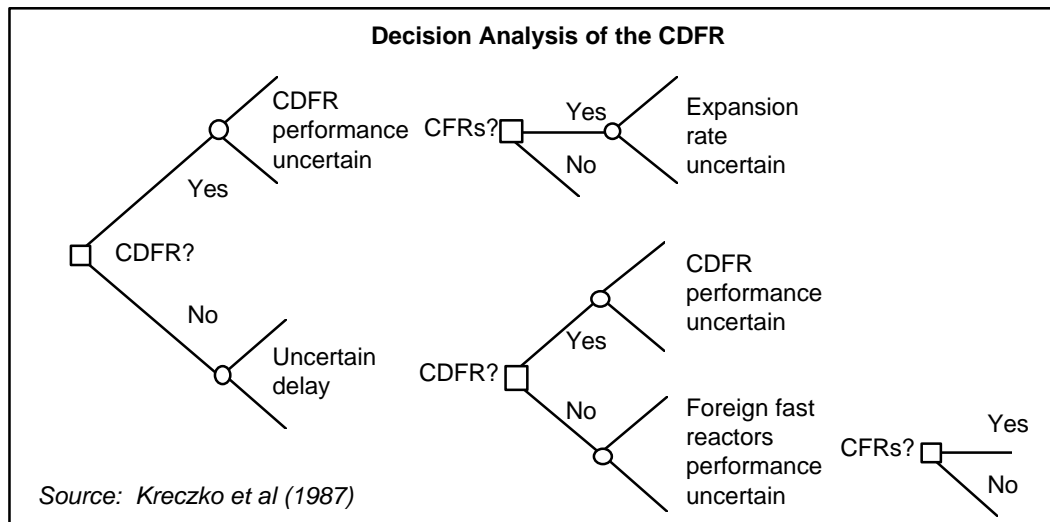 Decision Analysis of the CDFR
CDFR
performance
uncertain
Yes
CDFR?
No
Uncertain
delay
CFRs?
Yes
No
Expansion
rate
uncertain
CDFR
performance
uncertain
Yes
CDFR?
No
Foreign fast
reactors
performance
uncertain
CFRs?
Yes
No
Source: Kreczko et al (1987)